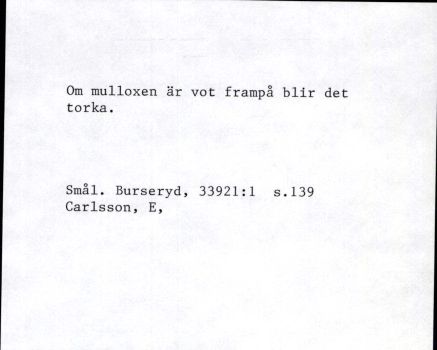 Om mulloxen är vot frampå blir det
torka.
Smål. Burseryd, 33921:1 s.139
Carlsson, E,